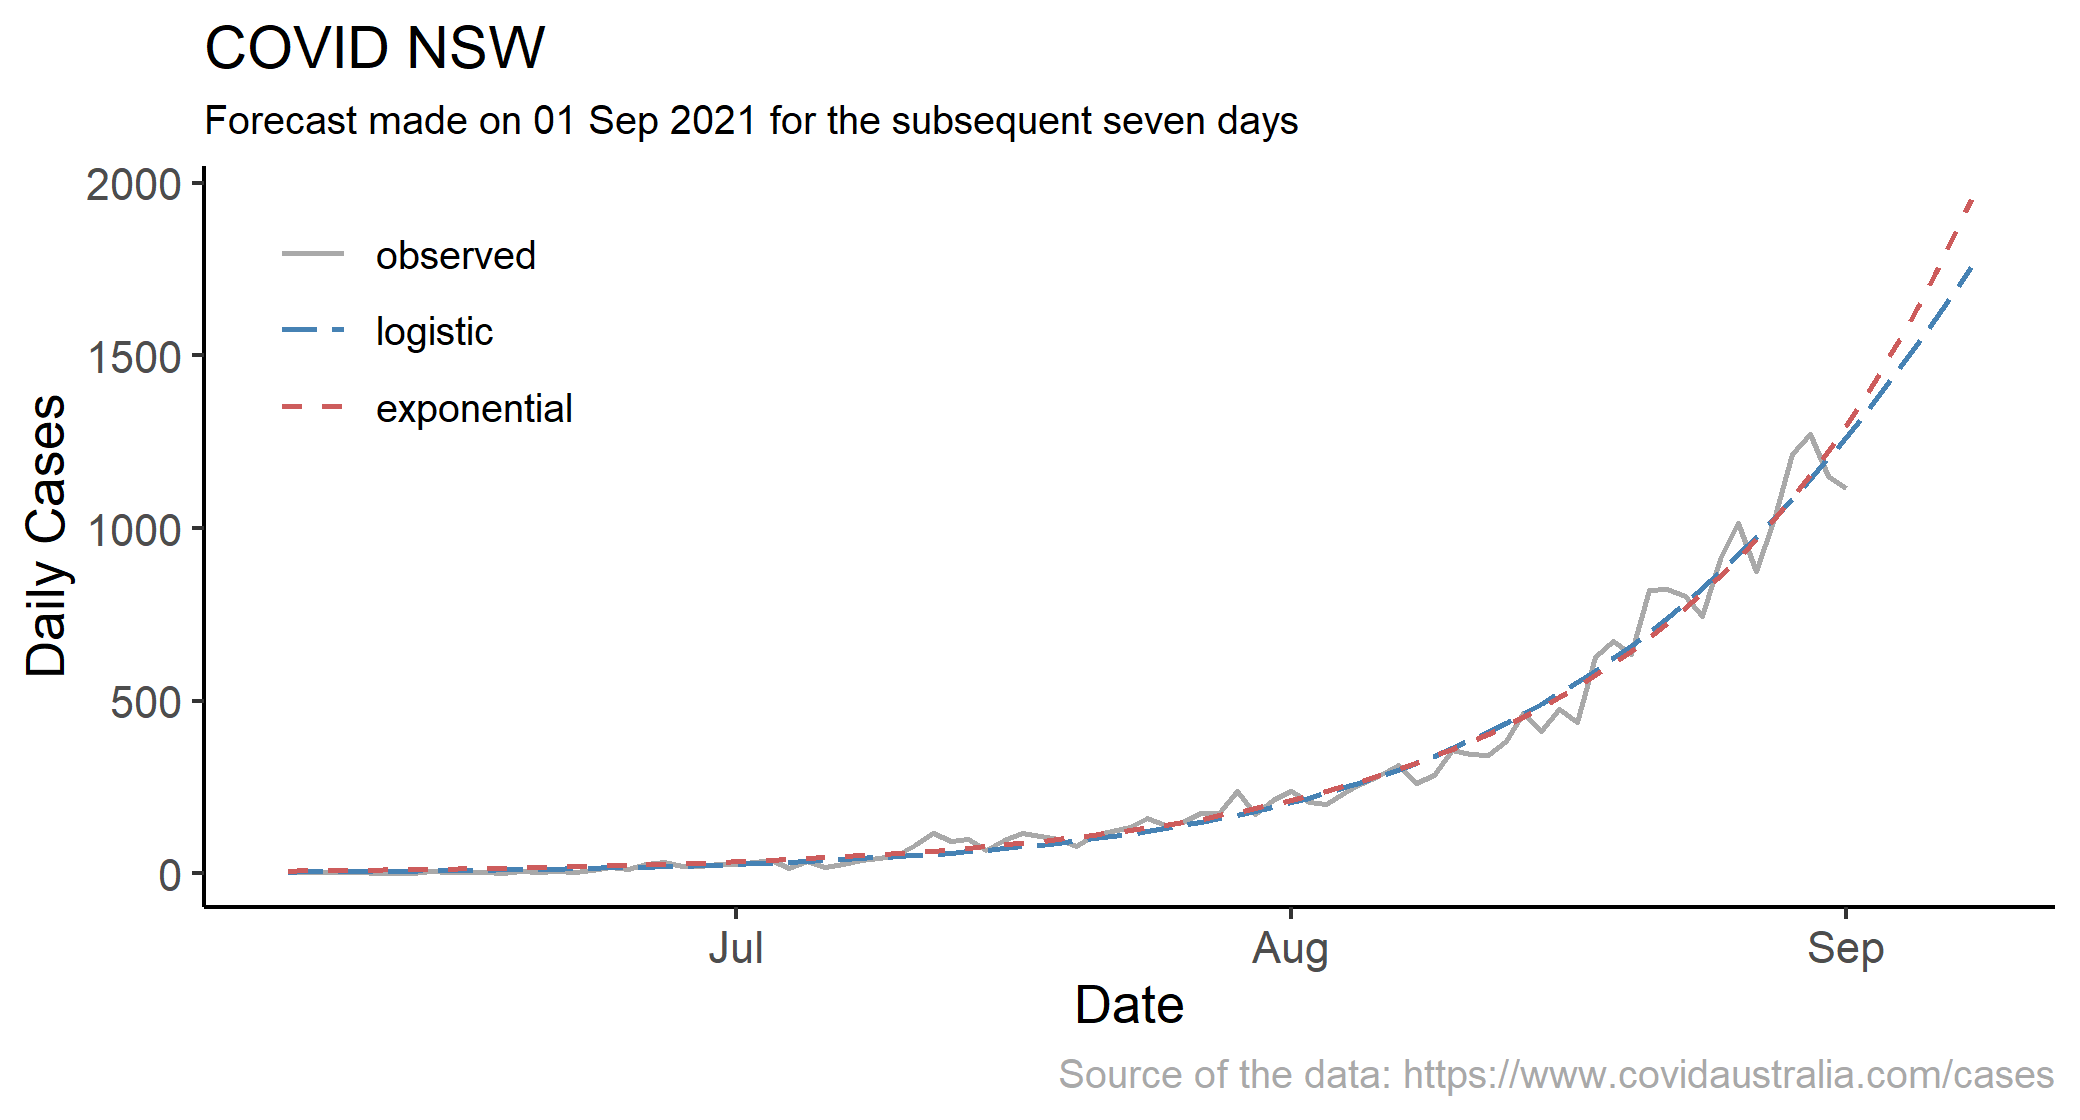 COVID NSW
Forecast made on 01 Sep 2021 for the subsequent seven days
2000
1500
1000
500
0
Daily Cases
observed
logistic
exponential
Jul
Aug
Sep
Date
Source of the data: https://www.covidaustralia.com/cases